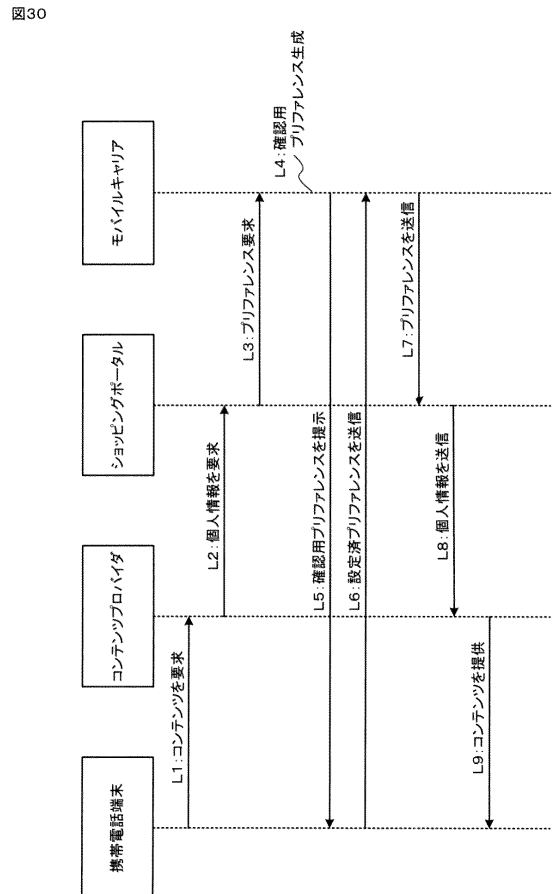 図30
携帯電話端末
コンテンツプロバイダ
ショッピングポータル
モバイルキャリア
L1:コンテンツを要求
L2:個人情報を要求
L3:プリファレンス要求
L4:確認用
プリファレンス生成
L5:確認用プリファレンスを提示
L6:設定済プリファレンスを送信
L7:プリファレンスを送信
L8:個人情報を送信
L9:コンテンツを提供